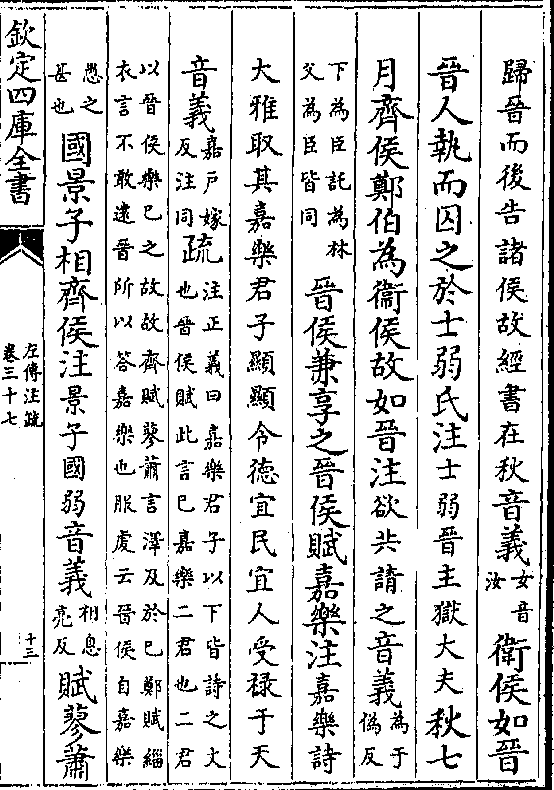 歸晉而後告諸侯故經書在秋音義女音汝衛侯如晉
晉人執而囚之於士弱氏注士弱晉主獄大夫秋七
月齊侯鄭伯為衞侯故如晉注欲共請之音義為于偽反
下為臣託為林父為臣皆同晉侯兼享之晉侯賦嘉樂注嘉樂詩
大雅取其嘉樂君子顯顯令德宜民宜人受禄于天
音義嘉戶嫁反注同疏注正義曰嘉樂君子以下皆詩之文也晉侯賦此言已嘉樂二君也二君
以晉侯樂已之故故齊賦蓼蕭言澤及於已鄭賦緇
衣言不敢逺晉所以答嘉樂也服虔云晉侯自嘉樂
愚之甚也國景子相齊侯注景子國弱音義相息亮反賦蓼蕭
欽定四庫全書
左傳注疏
卷三十七
十三